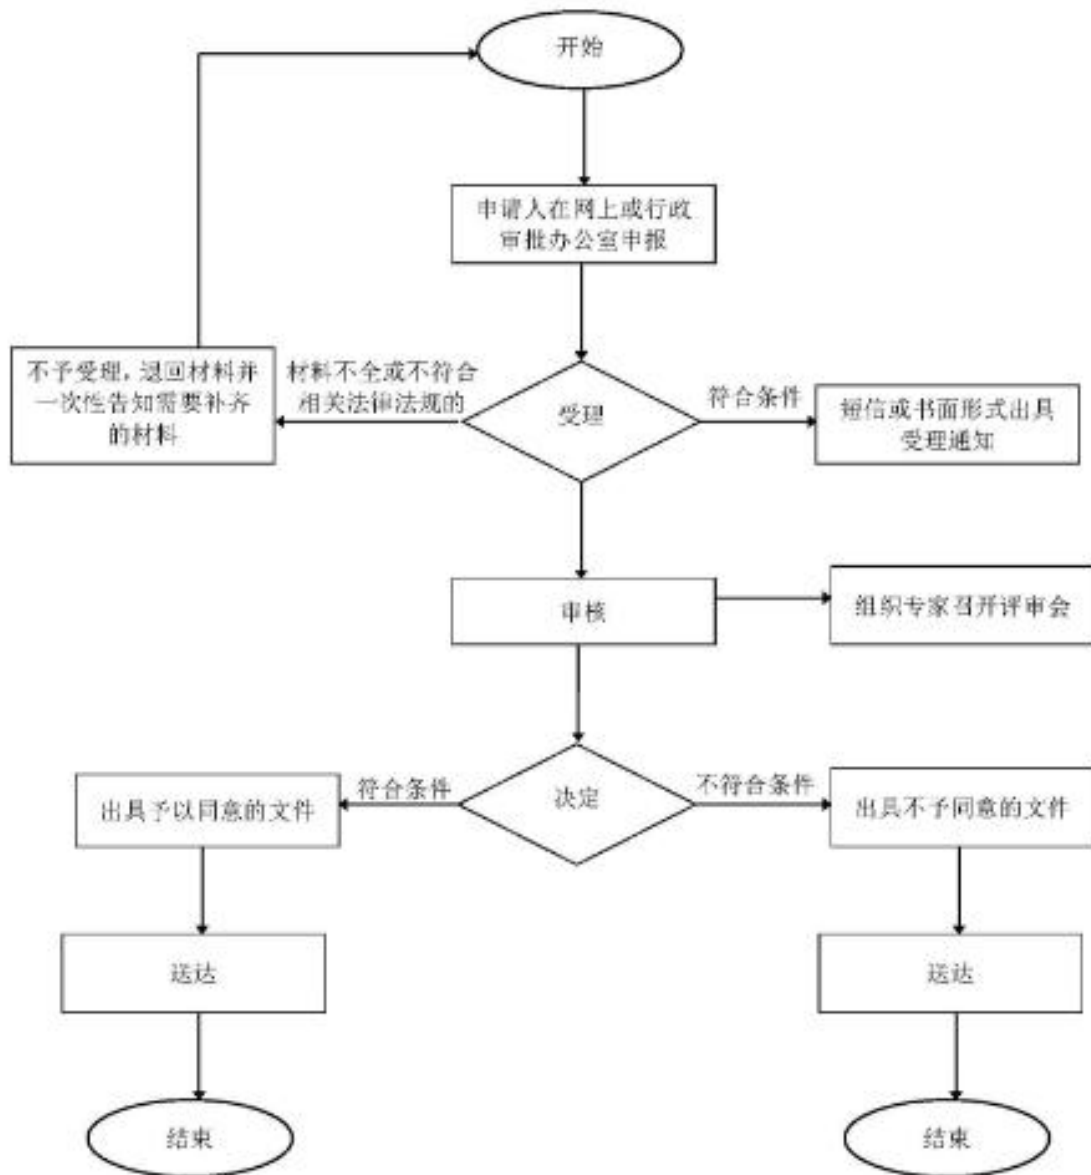 开始
申请人在网上或行政
审批办公室申报
不予受理，退回材料并
一次性告知需要补齐
的材料
材料不全或不符合
相关法律法规的
受理
符合条件
短信或书面形式出具
受理通知
审核
组织专家召开评审会
出具予以同意的文件
符合条件
决定
不符合条件
出具不予同意的文件
送达
送达
结束
结束